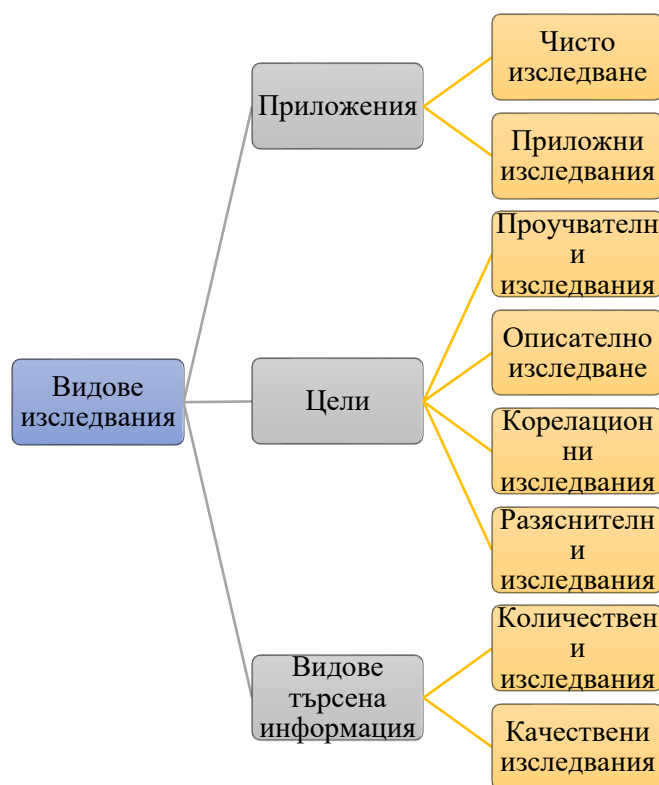 Чисто
изследване
Приложения
Приложни
изследвания
Проучвателн
и
изследвания
Описателно
изследване
Видове
изследвания
Цели
Корелацион
ни
изследвания
Разяснителн
и
изследвания
Количествен
и
изследвания
Видове
търсена
информация
Качествени
изследвания